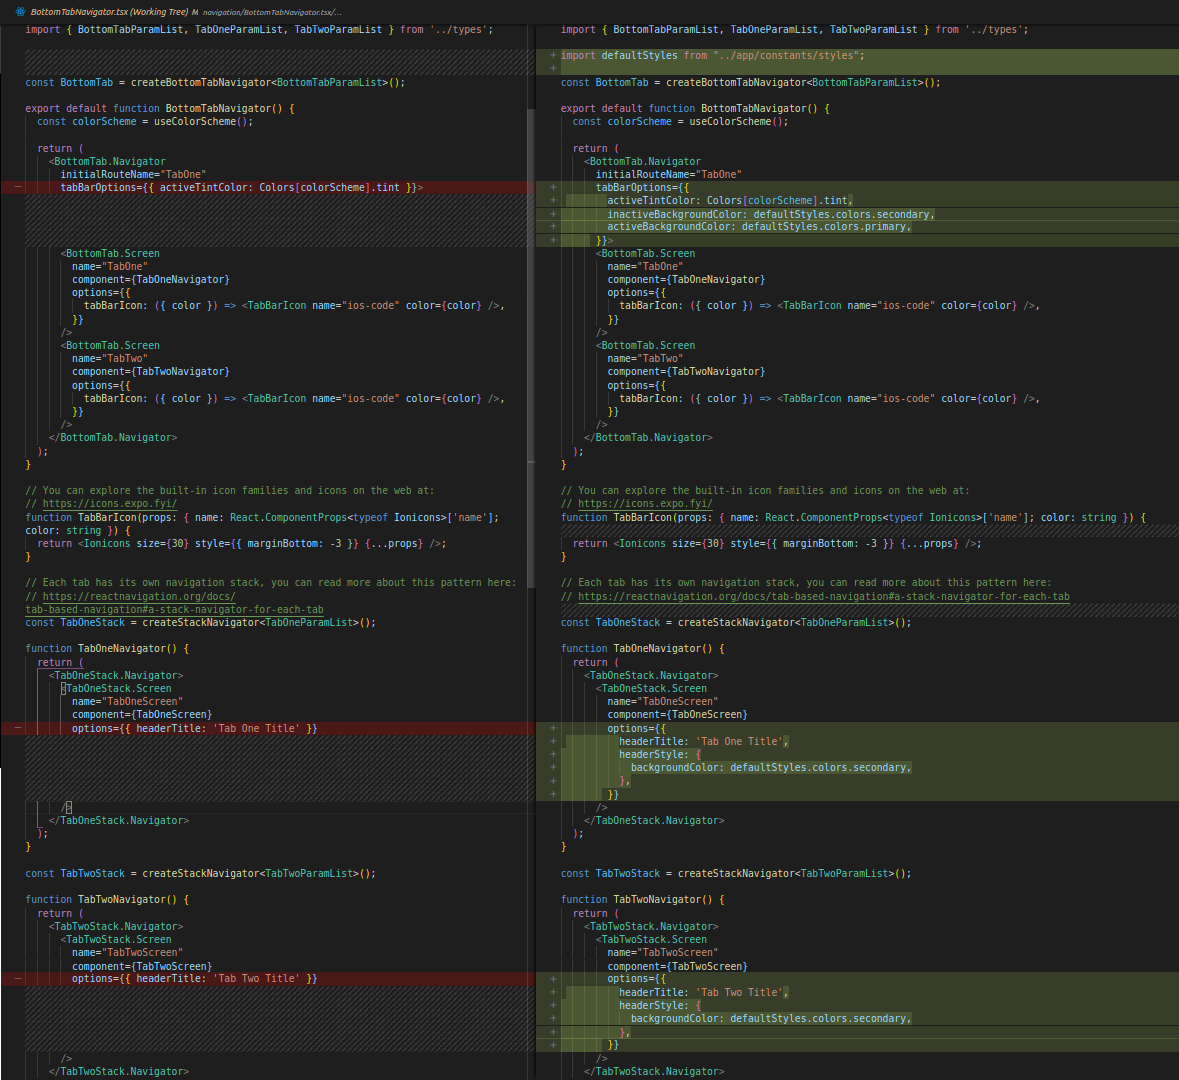 BottomTabNavigator.tsx (Working Tree) M navigation/BottomTabNavigator.tsx/...
import { BottomTabParamList, TabOneParamList, TabTwoParamList } from '../types';
const BottomTab = createBottomTabNavigator<BottomTabParamList>();
export default function BottomTabNavigator() {
const colorScheme = useColorScheme();
return (
<BottomTab.Navigator
initialRouteName="TabOne"
— tabBarOptions={{ activeTintColor: Colors[colorScheme].tint }}>
<BottomTab.Screen
name="TabOne"
component={TabOneNavigator}
options={{
tabBarIcon: ({ color }) => <TabBarIcon name="ios-code" color={color} />,
}}
/>
<BottomTab.Screen
name="TabTwo"
component={TabTwoNavigator}
options={{
tabBarIcon: ({ color }) => <TabBarIcon name="ios-code" color={color} />,
}}
/>
</BottomTab.Navigator>
);
}
// You can explore the built-in icon families and icons on the web at:
// https://icons.expo.fyi/
function TabBarIcon(props: { name: React.ComponentProps<typeof Ionicons>['name'];
color: string }) {
return <Ionicons size={30} style={{ marginBottom: -3 }} {...props} />;
}
// Each tab has its own navigation stack, you can read more about this pattern here:
// https://reactnavigation.org/docs/
tab-based-navigation#a-stack-navigator-for-each-tab
const TabOneStack = createStackNavigator<TabOneParamList>();
function TabOneNavigator() {
return (
<TabOneStack.Navigator>
<TabOneStack.Screen
name="TabOneScreen"
component={TabOneScreen}
— options={{ headerTitle: 'Tab One Title' }}
/>
</TabOneStack.Navigator>
);
}
const TabTwoStack = createStackNavigator<TabTwoParamList>();
function TabTwoNavigator() {
return (
<TabTwoStack.Navigator>
<TabTwoStack.Screen
name="TabTwoScreen"
component={TabTwoScreen}
— options={{ headerTitle: 'Tab Two Title' }}
/>
</TabTwoStack.Navigator>
import { BottomTabParamList, TabOneParamList, TabTwoParamList } from '../types';
+ import defaultStyles from "../app/constants/styles";
+
const BottomTab = createBottomTabNavigator<BottomTabParamList>();
export default function BottomTabNavigator() {
const colorScheme = useColorScheme();
return (
<BottomTab.Navigator
initialRouteName="TabOne"
+ tabBarOptions={{
+ activeTintColor: Colors[colorScheme].tint,
+ inactiveBackgroundColor: defaultStyles.colors.secondary,
+ activeBackgroundColor: defaultStyles.colors.primary,
+ }}>
<BottomTab.Screen
name="TabOne"
component={TabOneNavigator}
options={{
tabBarIcon: ({ color }) => <TabBarIcon name="ios-code" color={color} />,
}}
/>
<BottomTab.Screen
name="TabTwo"
component={TabTwoNavigator}
options={{
tabBarIcon: ({ color }) => <TabBarIcon name="ios-code" color={color} />,
}}
/>
</BottomTab.Navigator>
);
}
// You can explore the built-in icon families and icons on the web at:
// https://icons.expo.fyi/
function TabBarIcon(props: { name: React.ComponentProps<typeof Ionicons>['name']; color: string }) {
return <Ionicons size={30} style={{ marginBottom: -3 }} {...props} />;
}
// Each tab has its own navigation stack, you can read more about this pattern here:
// https://reactnavigation.org/docs/tab-based-navigation#a-stack-navigator-for-each-tab
const TabOneStack = createStackNavigator<TabOneParamList>();
function TabOneNavigator() {
return (
<TabOneStack.Navigator>
<TabOneStack.Screen
name="TabOneScreen"
component={TabOneScreen}
+ options={{
+ headerTitle: 'Tab One Title',
+ headerStyle: {
+ backgroundColor: defaultStyles.colors.secondary,
+ },
+ }}
/>
</TabOneStack.Navigator>
);
}
const TabTwoStack = createStackNavigator<TabTwoParamList>();
function TabTwoNavigator() {
return (
<TabTwoStack.Navigator>
<TabTwoStack.Screen
name="TabTwoScreen"
component={TabTwoScreen}
+ options={{
+ headerTitle: 'Tab Two Title',
+ headerStyle: {
+ backgroundColor: defaultStyles.colors.secondary,
+ },
+ }}
/>
</TabTwoStack.Navigator>